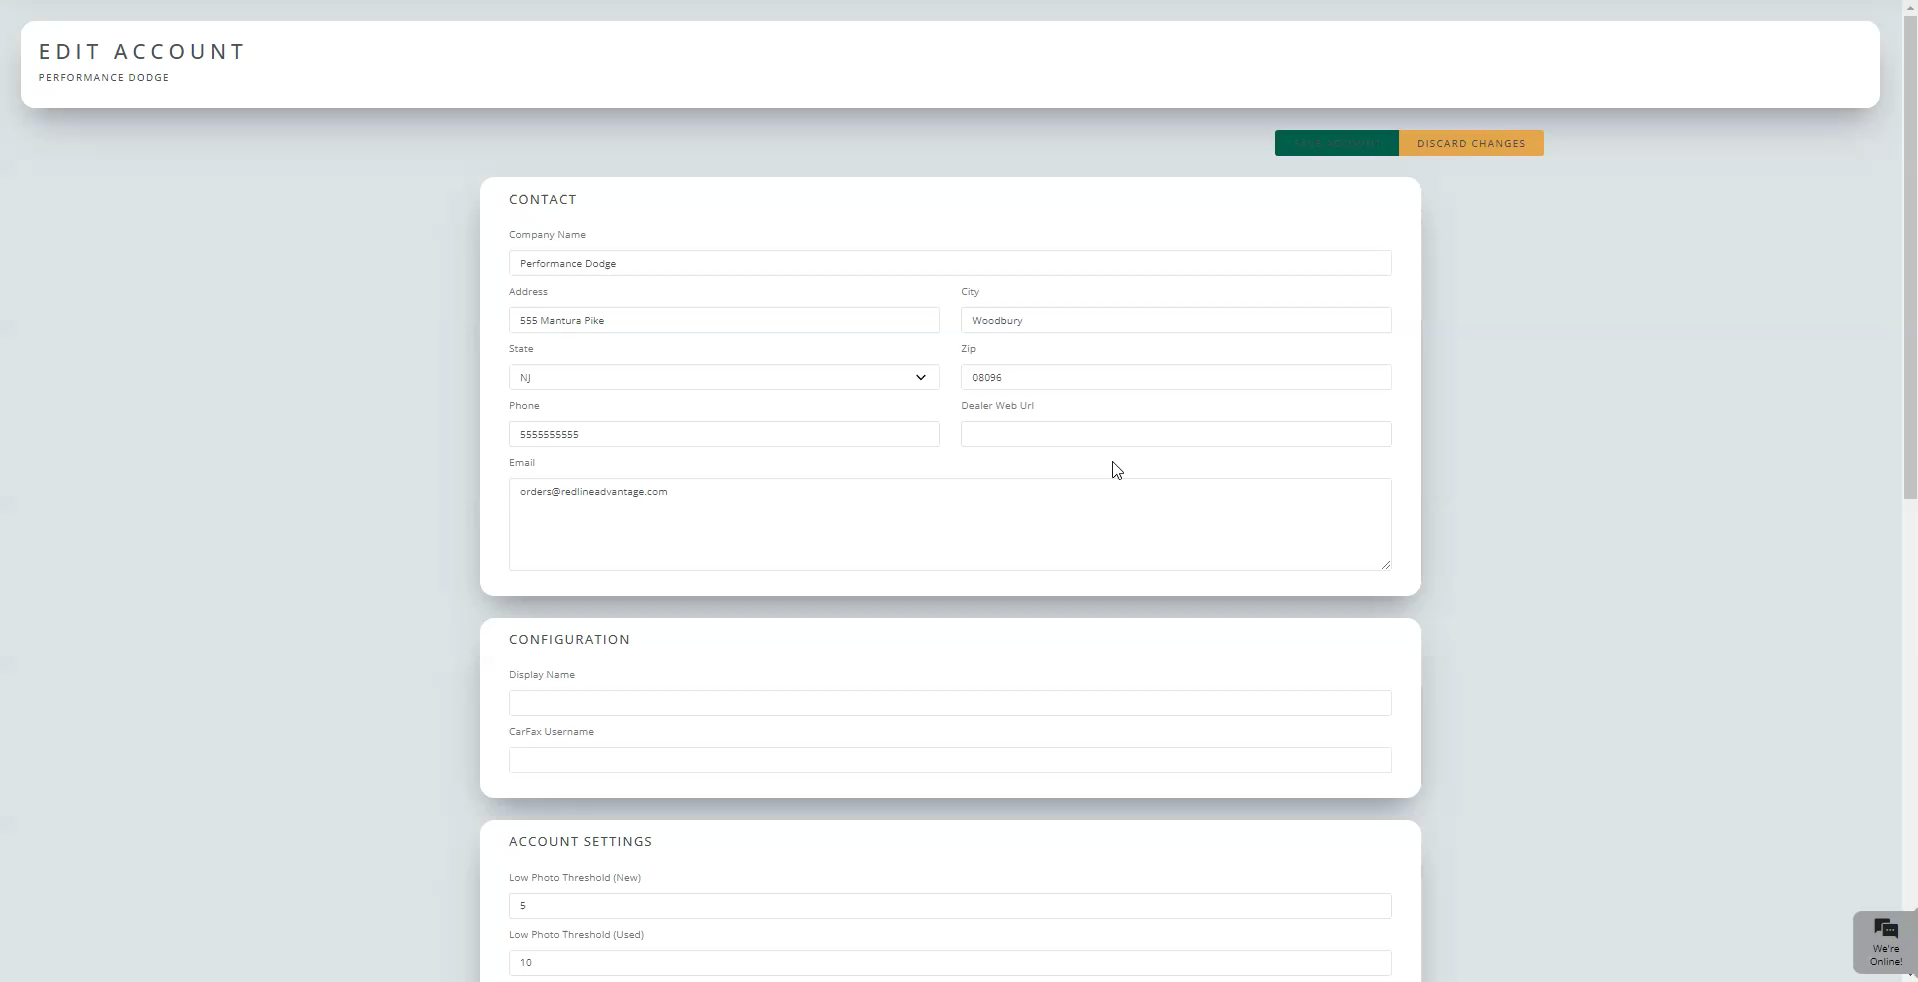 EDIT ACCOUNT
PERFORMANCE DODGE
DISCARD CHANGES
CONTACT
Company Name
Performance Dodge
Address
City
555 Mantura Pike
Woodbury
State
Zip
NJ
08096
Phone
Dealer Web Url
5555555555
Email
orders@redlineadvantage.com
CONFIGURATION
Display Name
CarFax Username
ACCOUNT SETTINGS
Low Photo Threshold (New)
5
Low Photo Threshold (Used)
10
We're
Online!